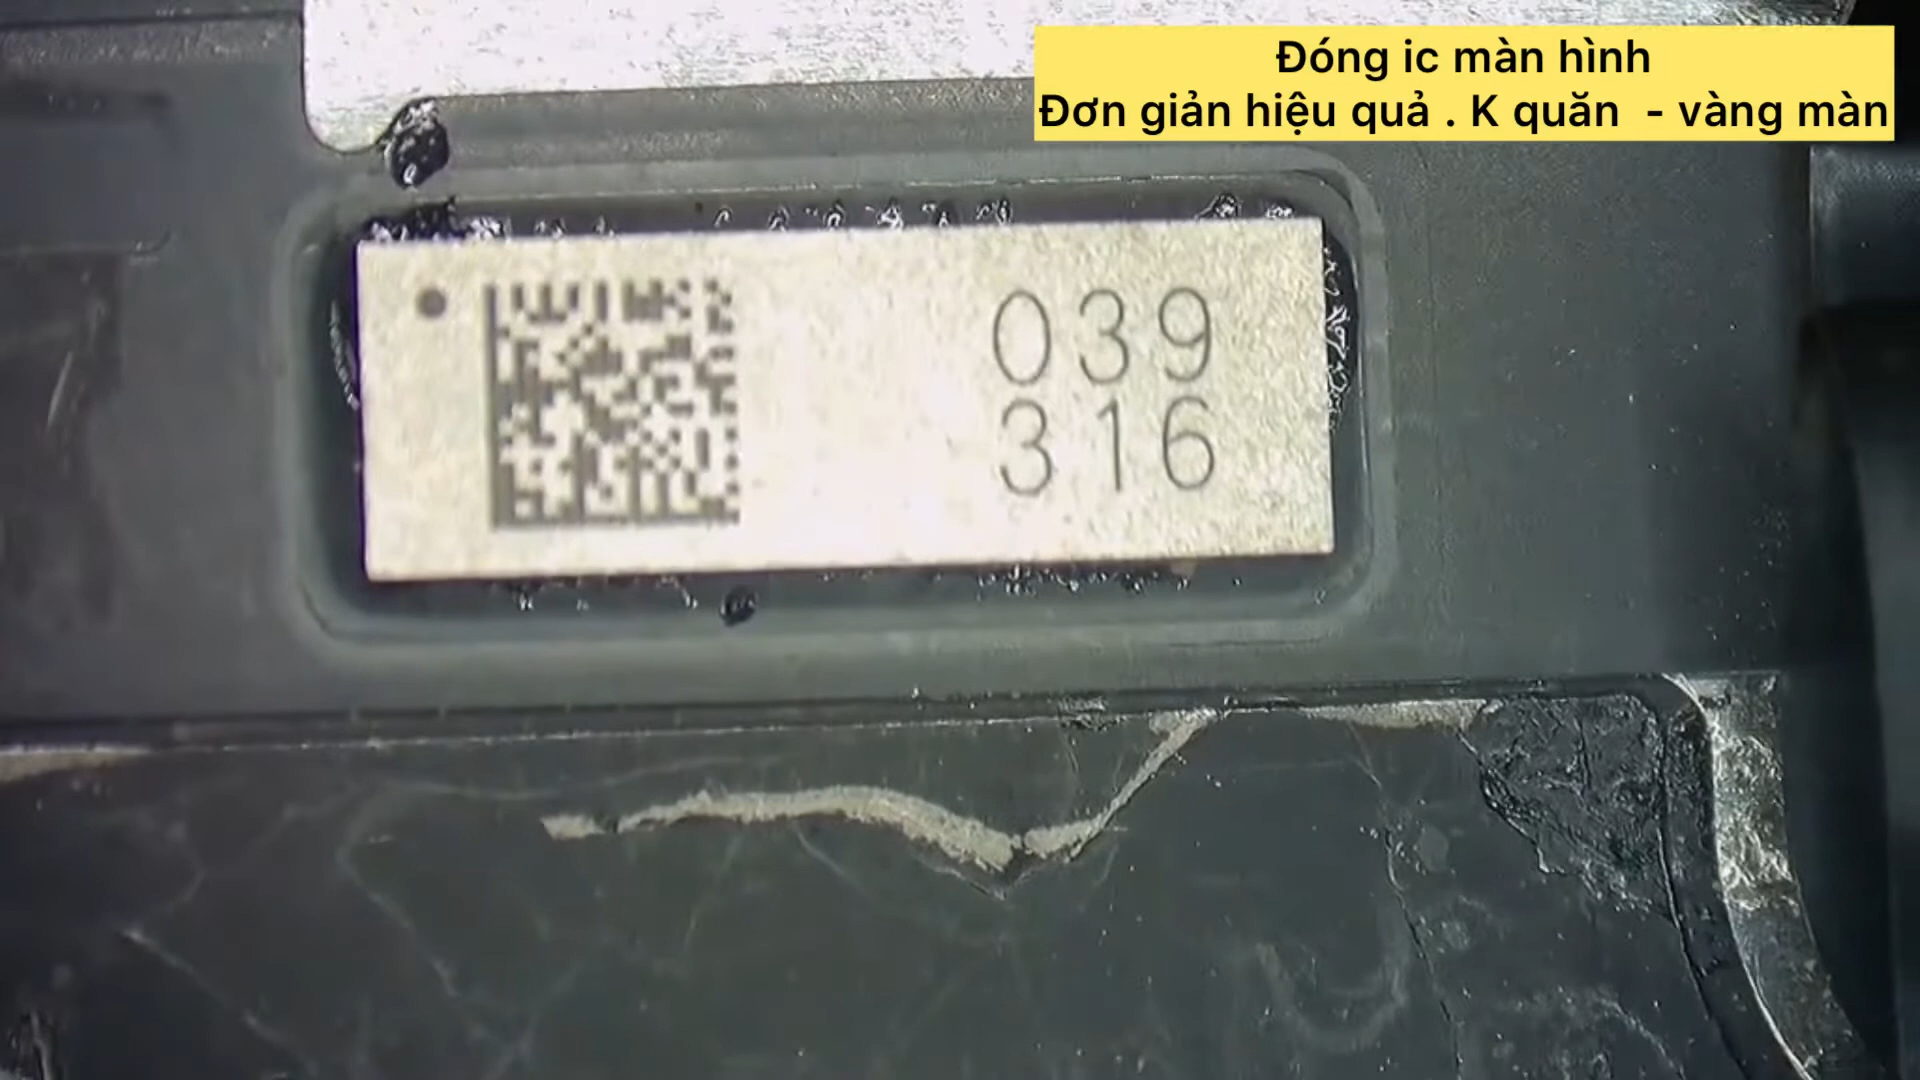 Đóng ic màn hình
Đơn giản hiệu quả . K quăn - vàng màn
039
316